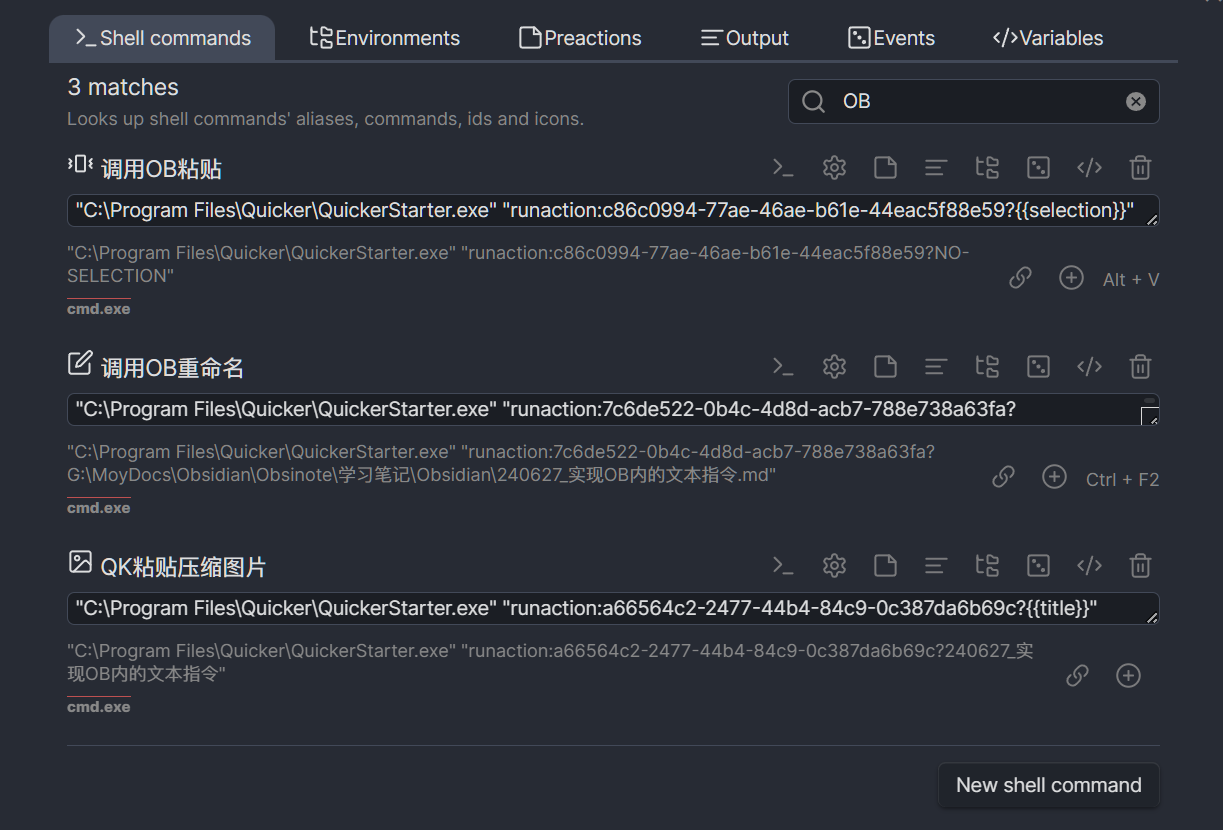 Shell commands Environments Preactions Output Events Variables
3 matches
OB
Looks up shell commands' aliases, commands, ids and icons.
调用OB粘贴
"C:\Program Files\Quicker\QuickerStarter.exe" "runaction:c86c0994-77ae-46ae-b61e-44eac5f88e59?{{selection}}"
"C:\Program Files\Quicker\QuickerStarter.exe" "runaction:c86c0994-77ae-46ae-b61e-44eac5f88e59?NO-
SELECTION"
Alt + V
cmd.exe
调用OB重命名
"C:\Program Files\Quicker\QuickerStarter.exe" "runaction:7c6de522-0b4c-4d8d-acb7-788e738a63fa?
"C:\Program Files\Quicker\QuickerStarter.exe" "runaction:7c6de522-0b4c-4d8d-acb7-788e738a63fa?
G:\MoyDocs\Obsidian\Obsinote\学习笔记\Obsidian\240627_实现OB内的文本指令.md"
Ctrl + F2
cmd.exe
QK粘贴压缩图片
"C:\Program Files\Quicker\QuickerStarter.exe" "runaction:a66564c2-2477-44b4-84c9-0c387da6b69c?{{title}}"
"C:\Program Files\Quicker\QuickerStarter.exe" "runaction:a66564c2-2477-44b4-84c9-0c387da6b69c?240627_实
现OB内的文本指令"
cmd.exe
New shell command